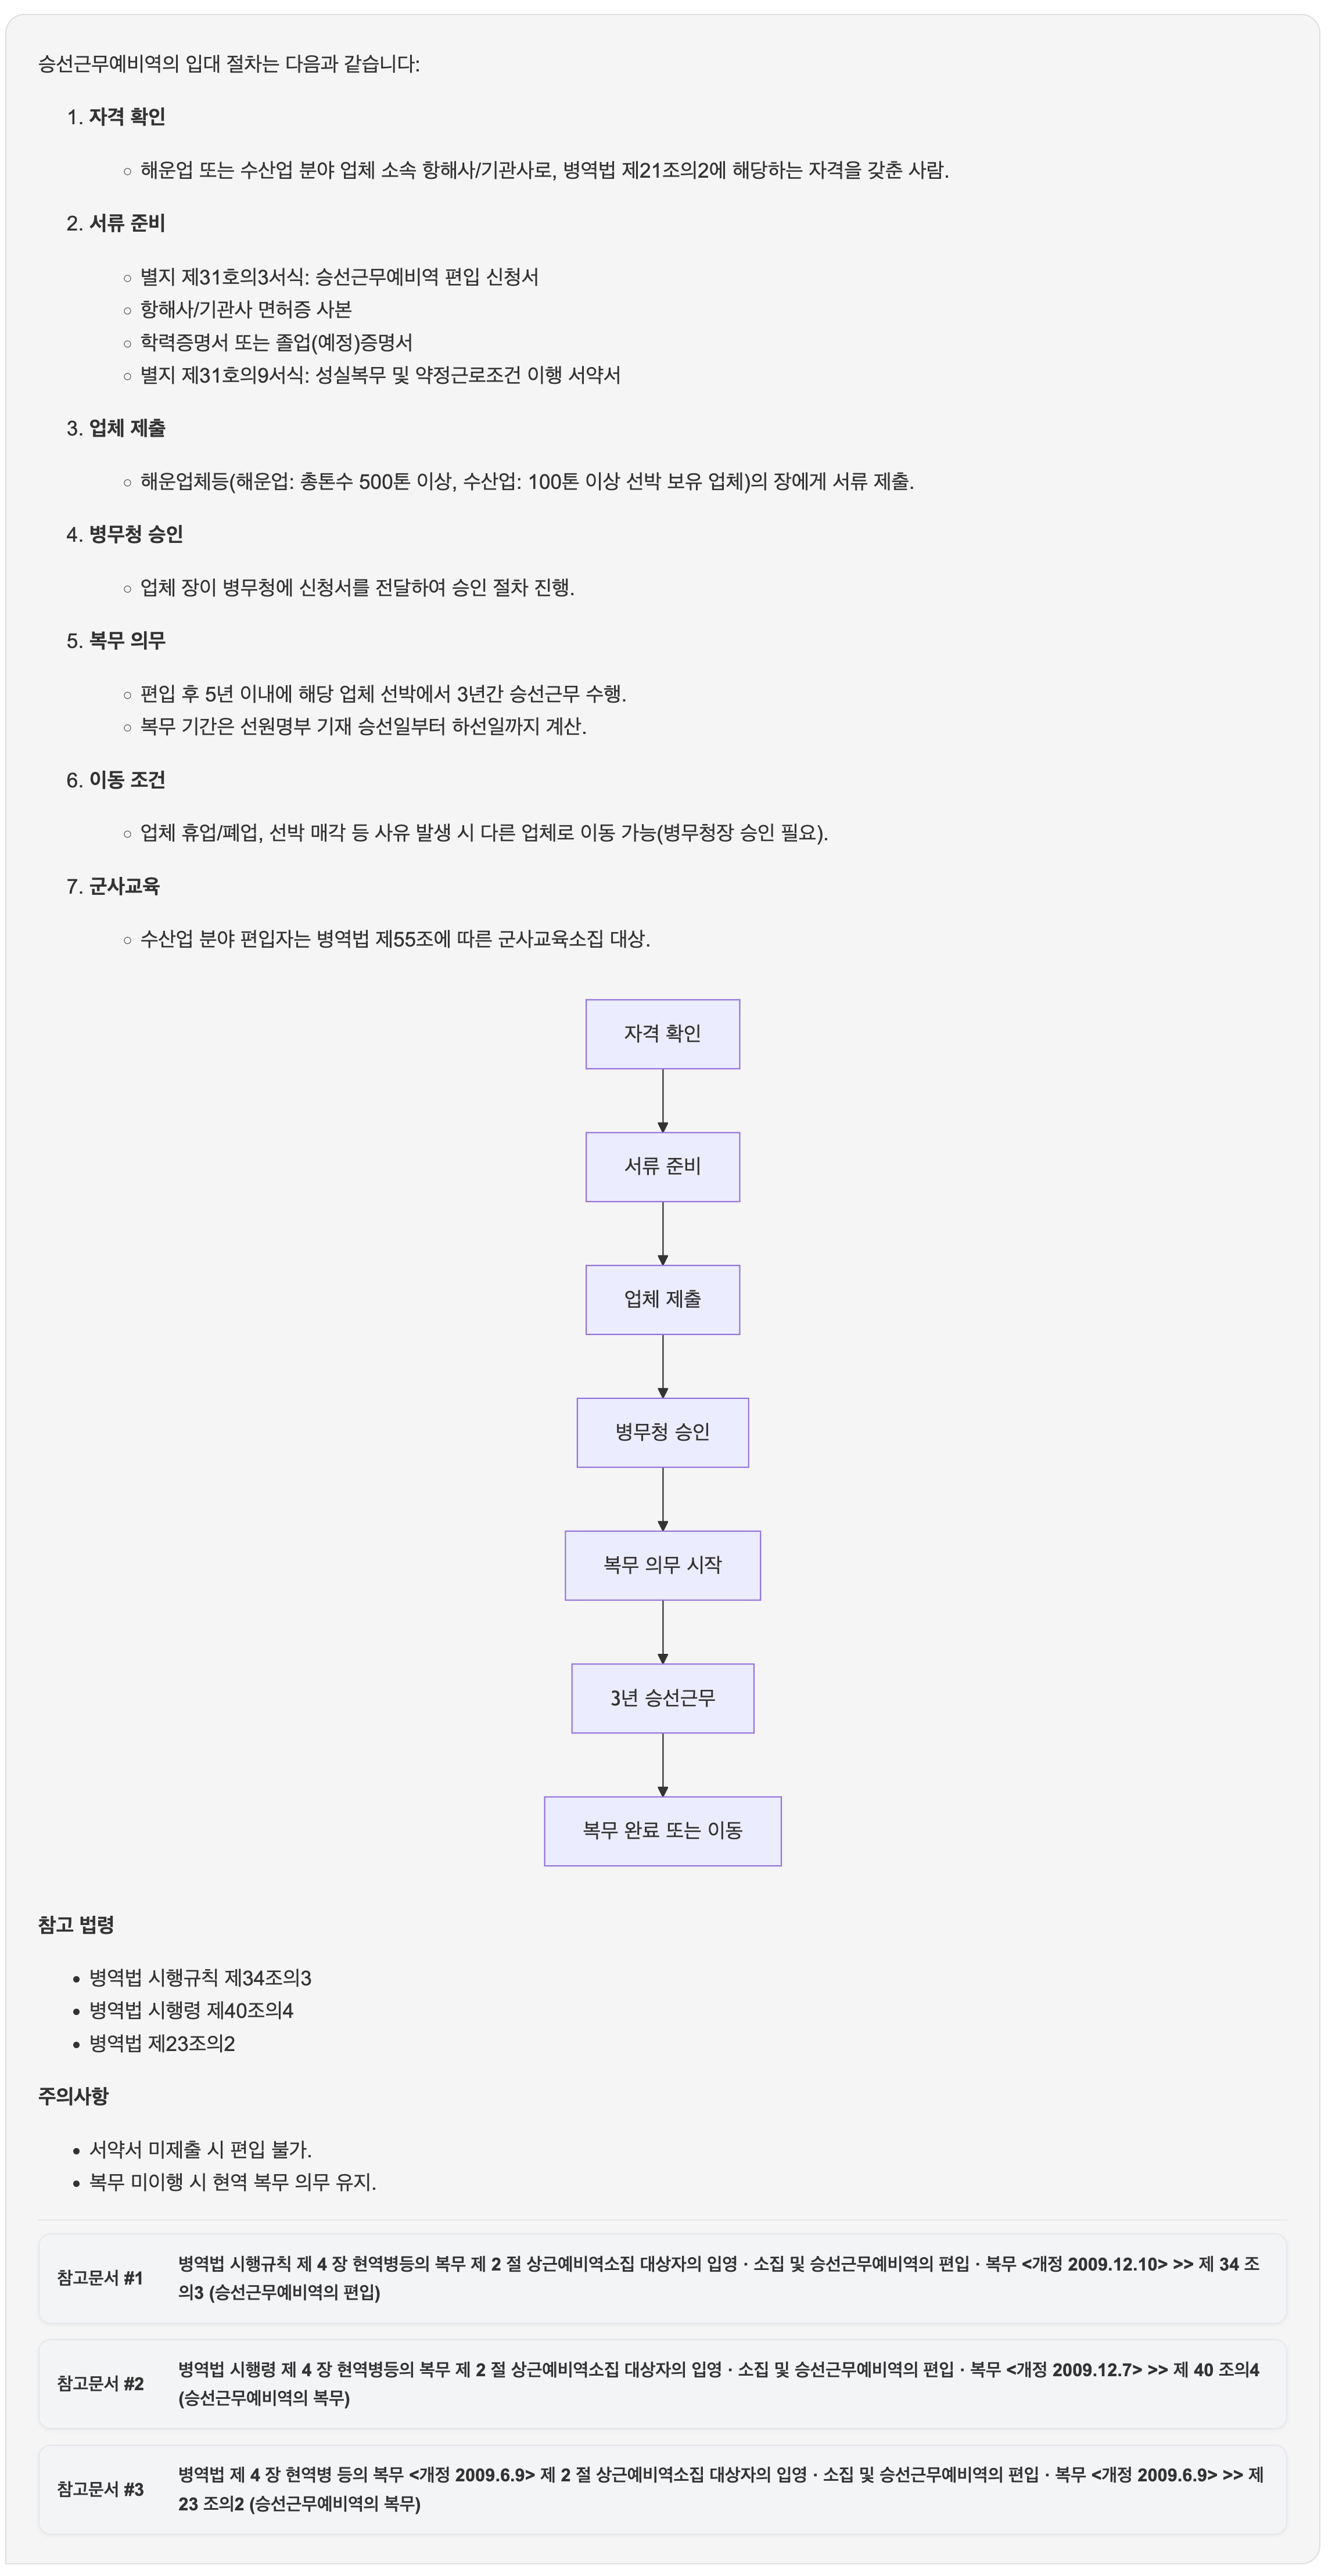 승선근무예비역의 입대 절차는 다음과 같습니다:
1. 자격 확인
해운업 또는 수산업 분야 업체 소속 항해사/기관사로, 병역법 제21조의2에 해당하는 자격을 갖춘 사람.
2. 서류 준비
별지 제31호의3서식: 승선근무예비역 편입 신청서
항해사/기관사 면허증 사본
학력증명서 또는 졸업(예정)증명서
별지 제31호의9서식: 성실복무 및 약정근로조건 이행 서약서
3. 업체 제출
해운업체등(해운업: 총톤수 500톤 이상, 수산업: 100톤 이상 선박 보유 업체)의 장에게 서류 제출.
4. 병무청 승인
업체 장이 병무청에 신청서를 전달하여 승인 절차 진행.
5. 복무 의무
편입 후 5년 이내에 해당 업체 선박에서 3년간 승선근무 수행.
복무 기간은 선원명부 기재 승선일부터 하선일까지 계산.
6. 이동 조건
업체 휴업/폐업, 선박 매각 등 사유 발생 시 다른 업체로 이동 가능(병무청장 승인 필요).
7. 군사교육
수산업 분야 편입자는 병역법 제55조에 따른 군사교육소집 대상.
자격 확인
서류 준비
업체 제출
병무청 승인
복무 의무 시작
3년 승선근무
복무 완료 또는 이동
참고 법령
병역법 시행규칙 제34조의3
병역법 시행령 제40조의4
병역법 제23조의2
주의사항
서약서 미제출 시 편입 불가.
복무 미이행 시 현역 복무 의무 유지.
참고문서 #1
병역법 시행규칙 제 4 장 현역병등의 복무 제 2 절 상근예비역소집 대상자의 입영ㆍ소집 및 승선근무예비역의 편입ㆍ복무 <개정 2009.12.10> >> 제 34 조
의3 (승선근무예비역의 편입)
참고문서 #2
병역법 시행령 제 4 장 현역병등의 복무 제 2 절 상근예비역소집 대상자의 입영ㆍ소집 및 승선근무예비역의 편입ㆍ복무 <개정 2009.12.7> >> 제 40 조의4
(승선근무예비역의 복무)
참고문서 #3
병역법 제 4 장 현역병 등의 복무 <개정 2009.6.9> 제 2 절 상근예비역소집 대상자의 입영ㆍ소집 및 승선근무예비역의 편입ㆍ복무 <개정 2009.6.9> >> 제
23 조의2 (승선근무예비역의 복무)